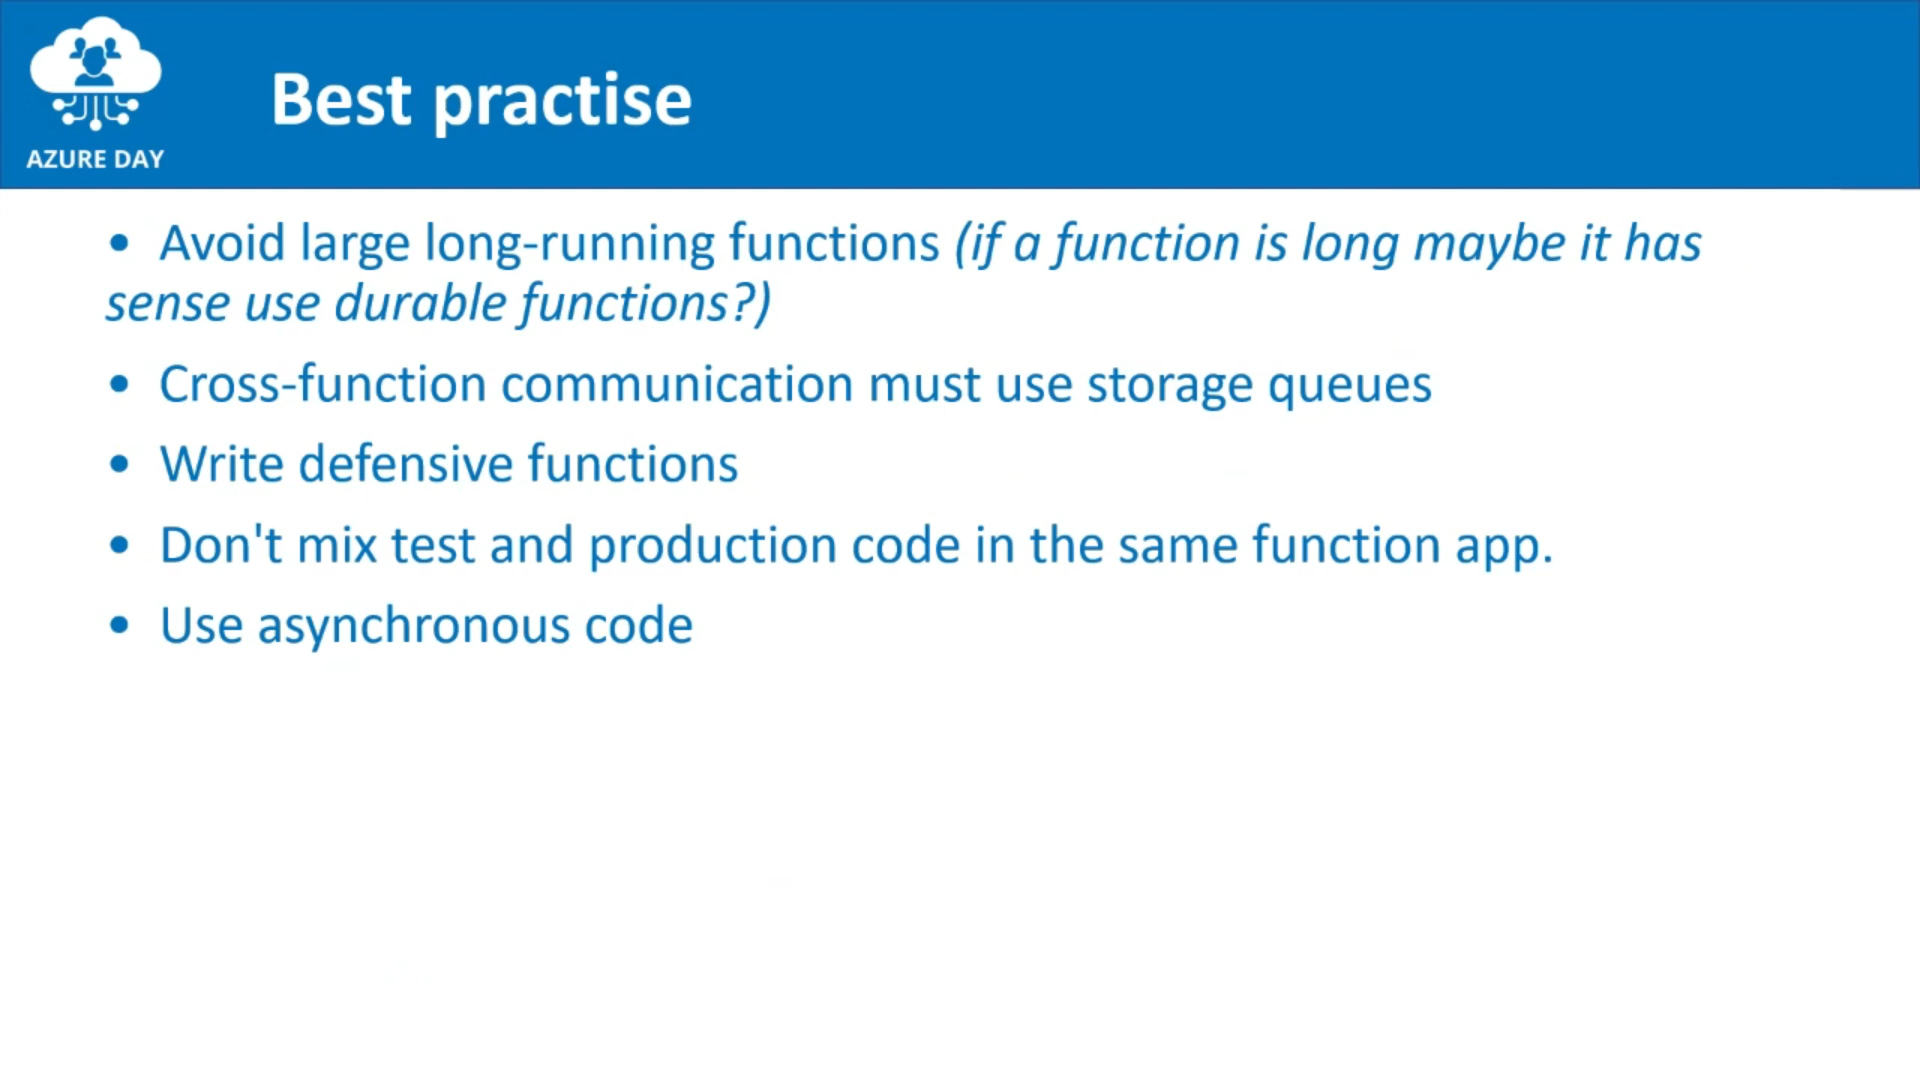 AZURE DAY
Best practise
• Avoid large long-running functions (if a function is long maybe it has
sense use durable functions?)
• Cross-function communication must use storage queues
• Write defensive functions
• Don't mix test and production code in the same function app.
• Use asynchronous code